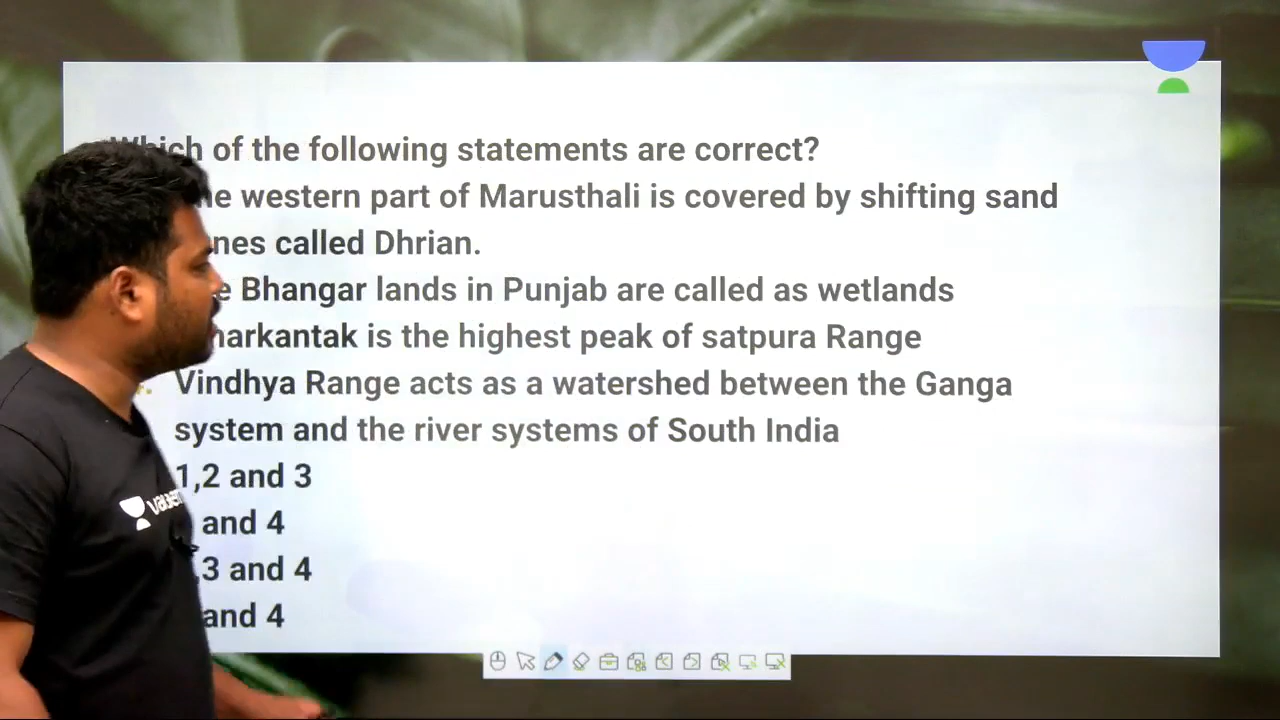 Which of the following statements are correct?
western part of Marusthali is covered by shifting sand
called Dhrian.
Bhangar lands in Punjab are called as wetlands
is the highest peak of satpura Range
Vindhya Range acts as a watershed between the Ganga
system and the river systems of South India
1,2 and 3
and 4
,3 and 4
and 4